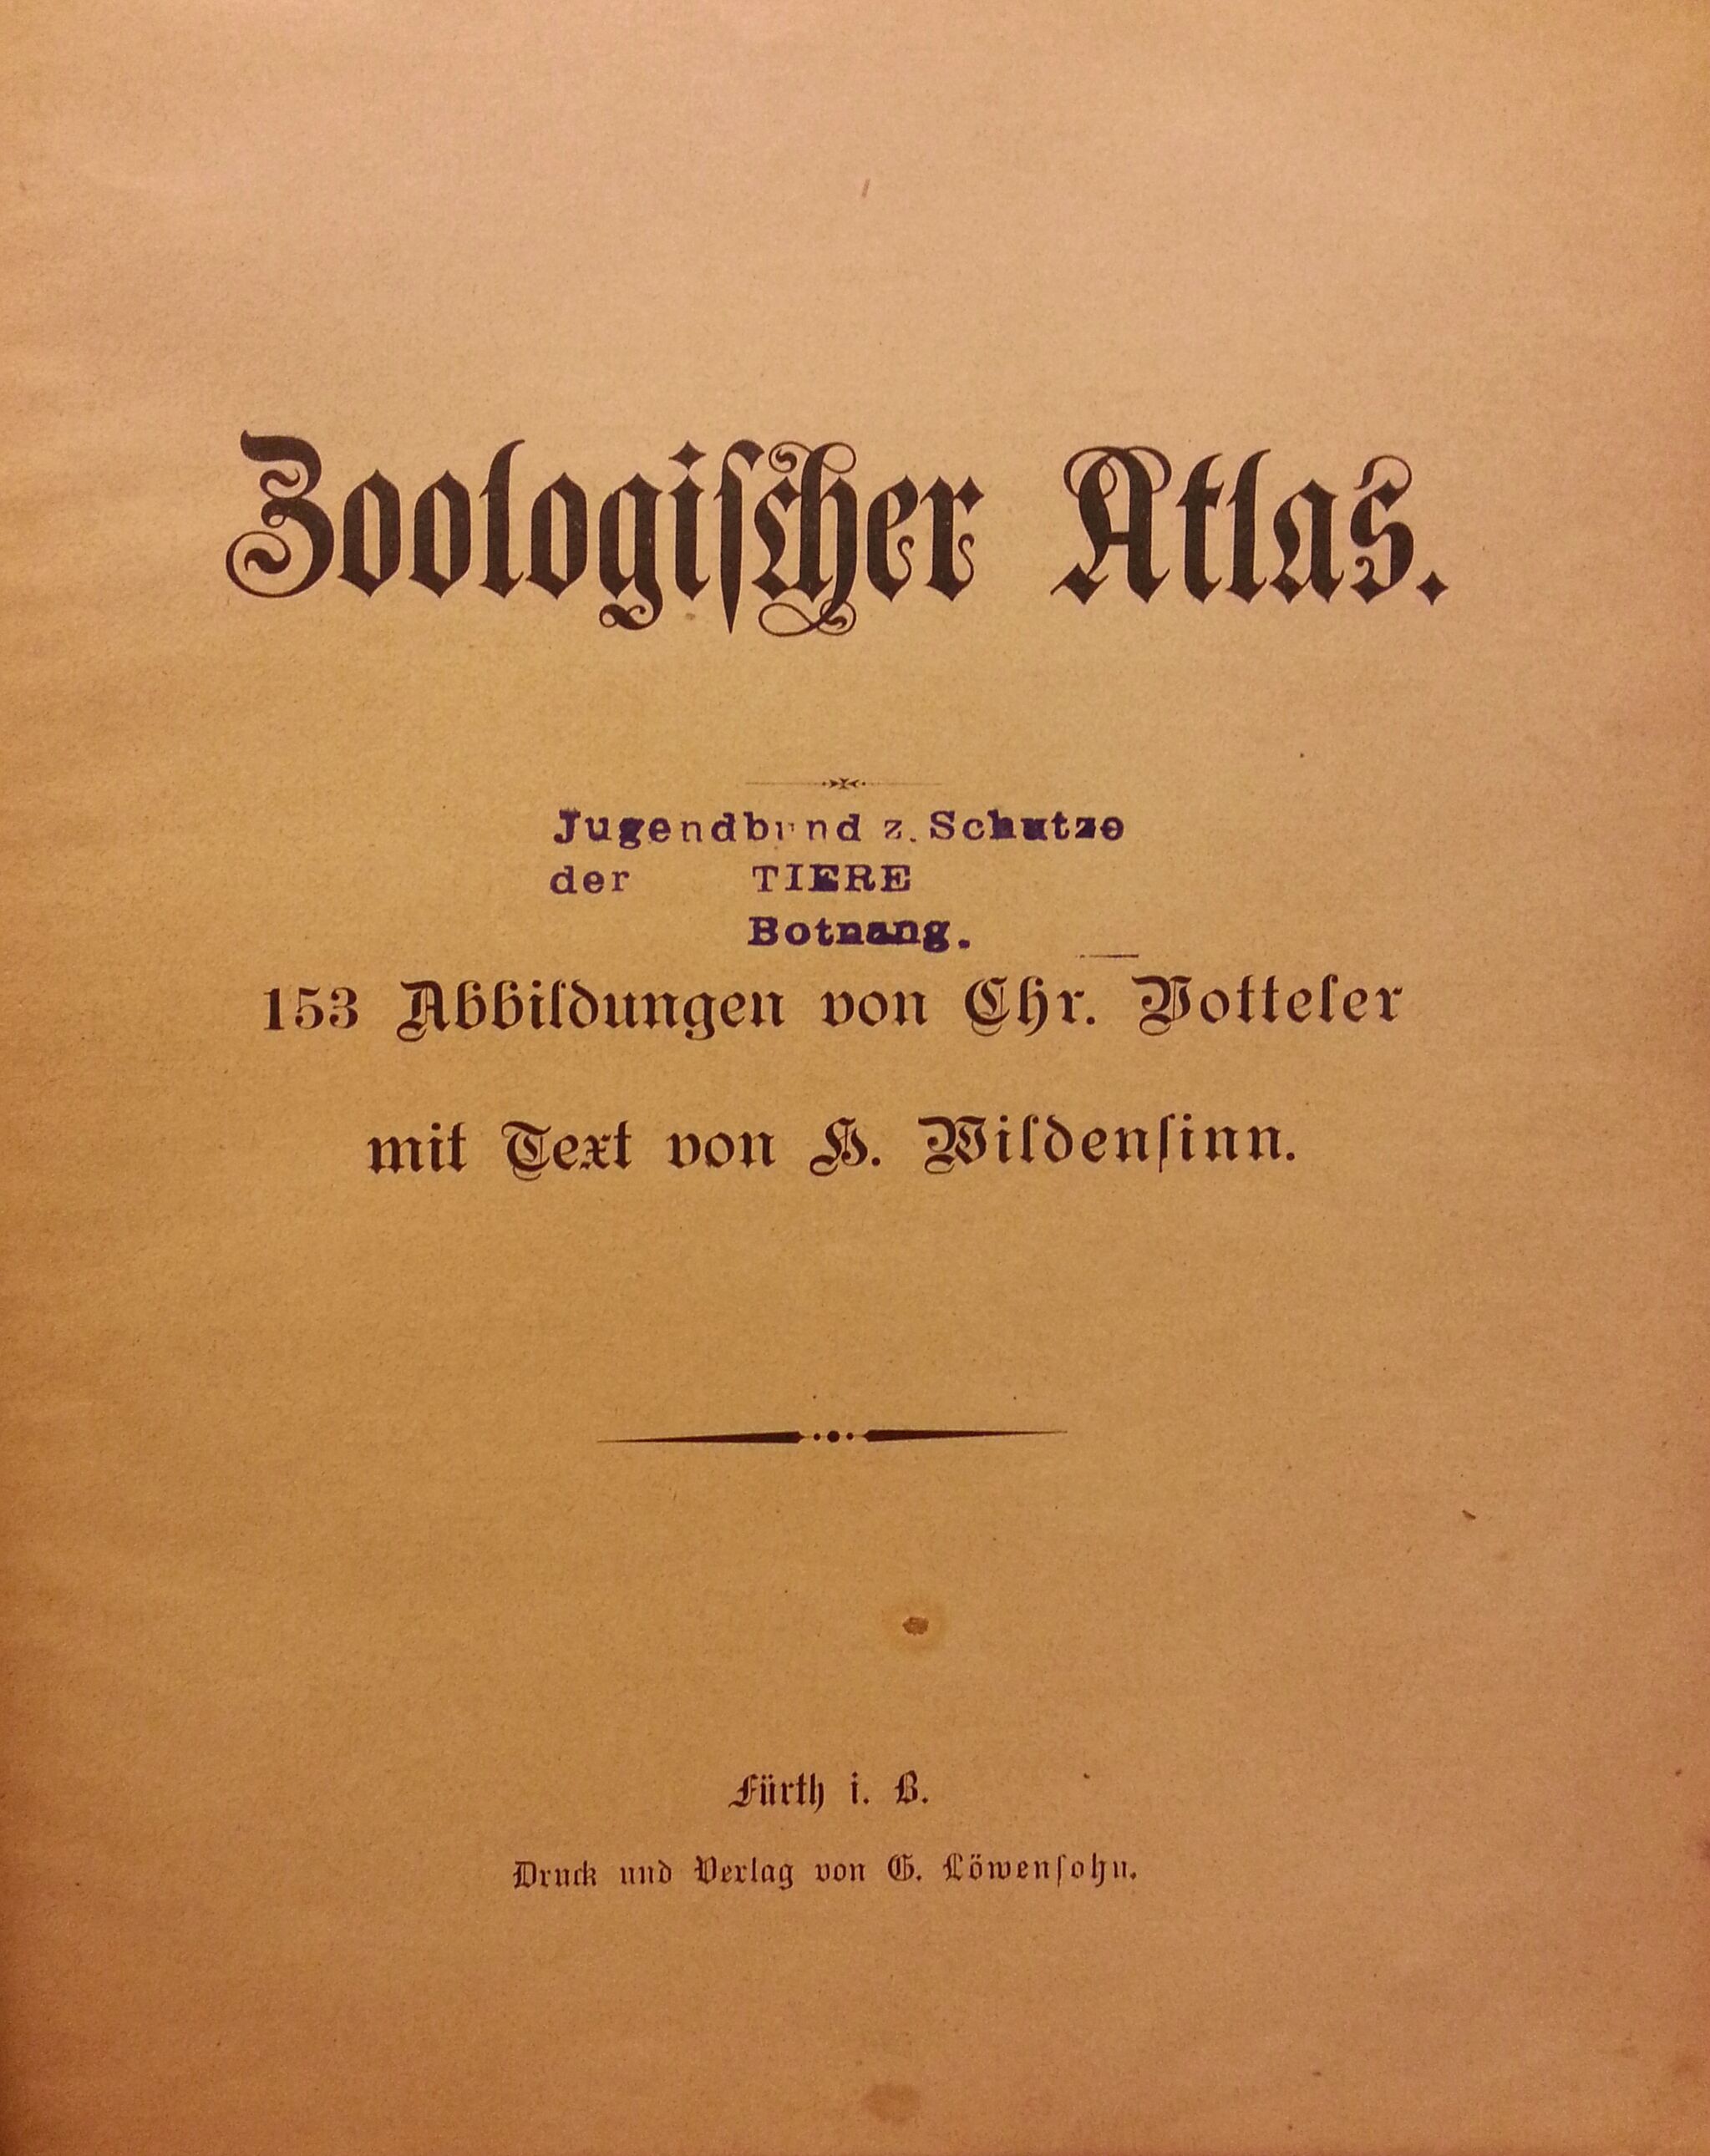 Zoologiſcher Atlas.
Jugendbund z. Schutze
der TIERE
Botnang.
153 Abbildungen von Chr. Votteler
mit Text von H. Wildenſinn.
Fürth i. B.
Druck und Verlag von G. Löwenſohn.